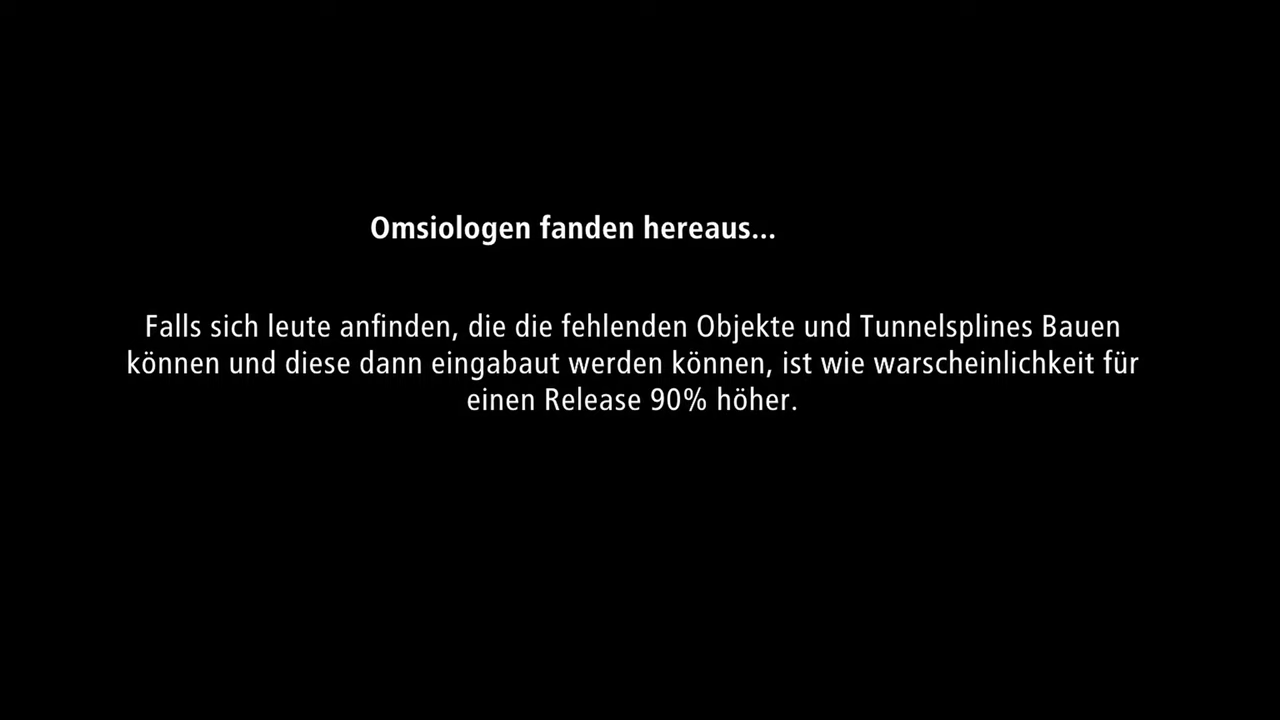 Omsiologen fanden hereaus...
Falls sich leute anfinden, die die fehlenden Objekte und Tunnelsplines Bauen
können und diese dann eingabaut werden können, ist wie warscheinlichkeit für
einen Release 90% höher.